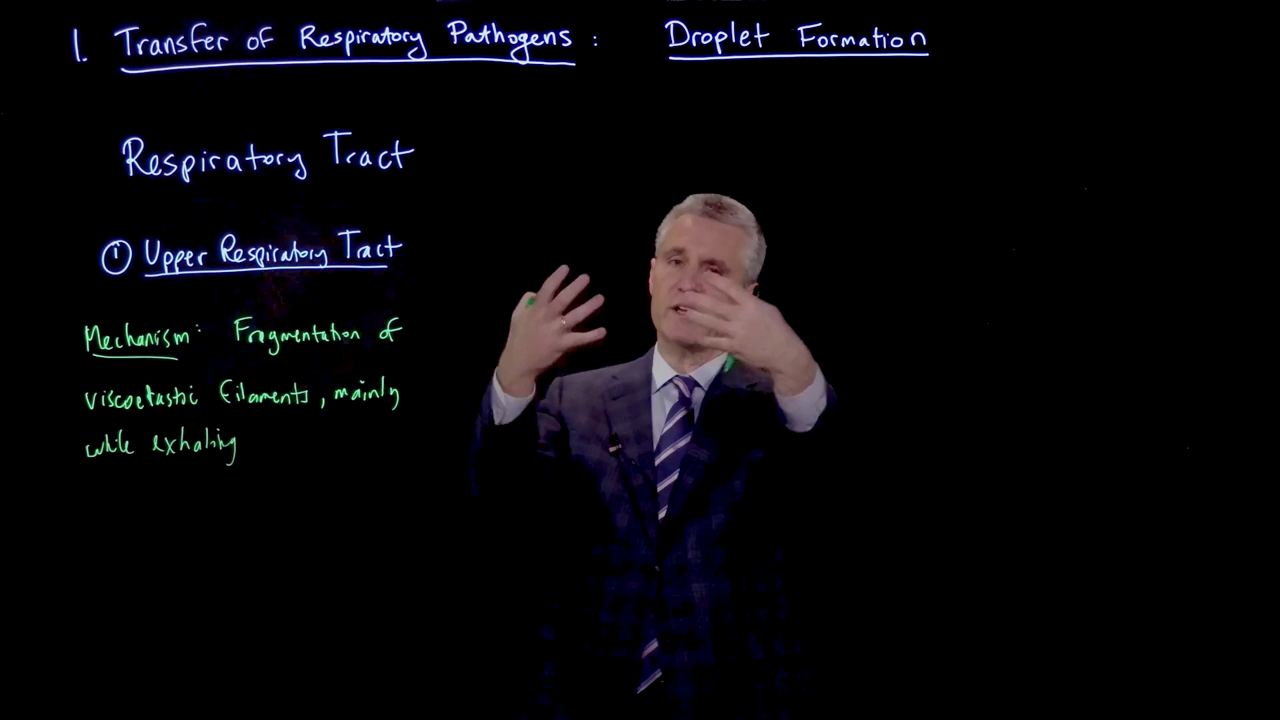 1. Transfer of Respiratory Pathogens : Droplet Formation
Respiratory Tract
① Upper Respiratory Tract
Mechanism: Fragmentation of
viscoelastic filaments, mainly
while exhaling